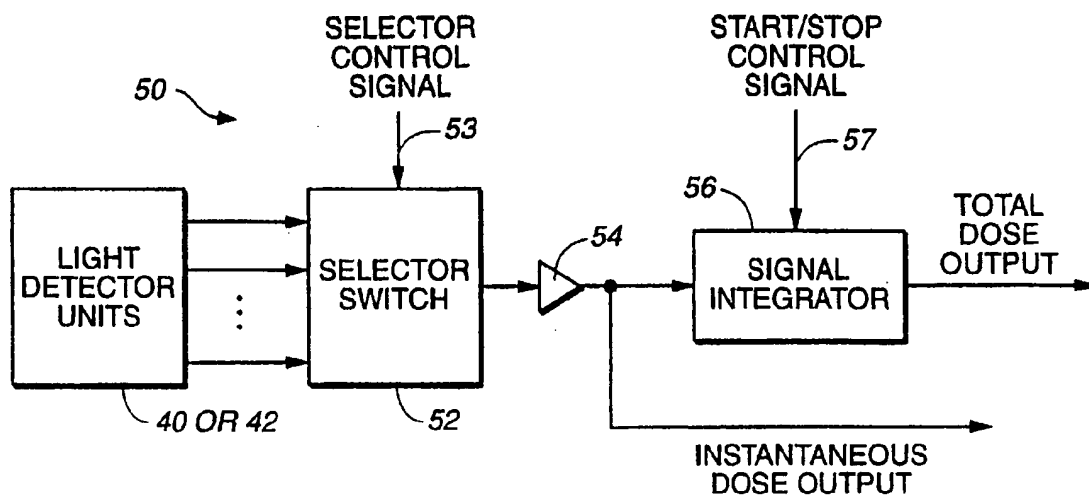 SELECTOR
CONTROL
SIGNAL
START/STOP
CONTROL
SIGNAL
50
53
57
56
54
LIGHT
DETECTOR
UNITS
SELECTOR
SWITCH
SIGNAL
INTEGRATOR
TOTAL
DOSE
OUTPUT
40 OR 42
52
INSTANTANEOUS
DOSE OUTPUT